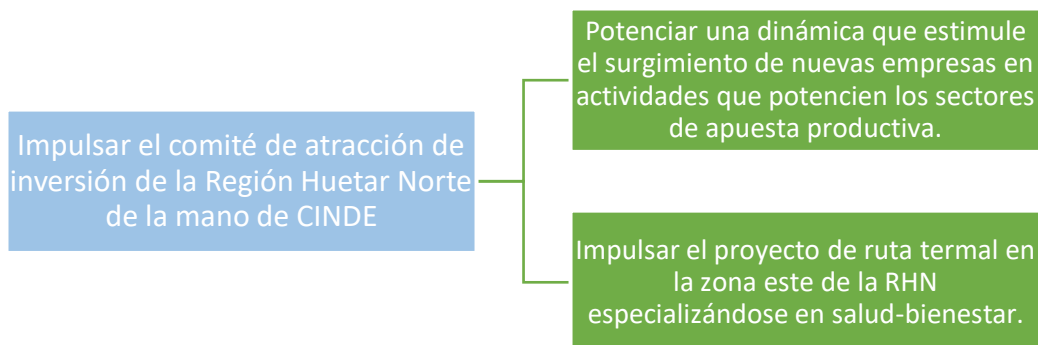 Impulsar el comité de atracción de
inversión de la Región Huetar Norte
de la mano de CINDE
Potenciar una dinámica que estimule
el surgimiento de nuevas empresas en
actividades que potencien los sectores
de apuesta productiva.
Impulsar el proyecto de ruta termal en
la zona este de la RHN
especializándose en salud-bienestar.